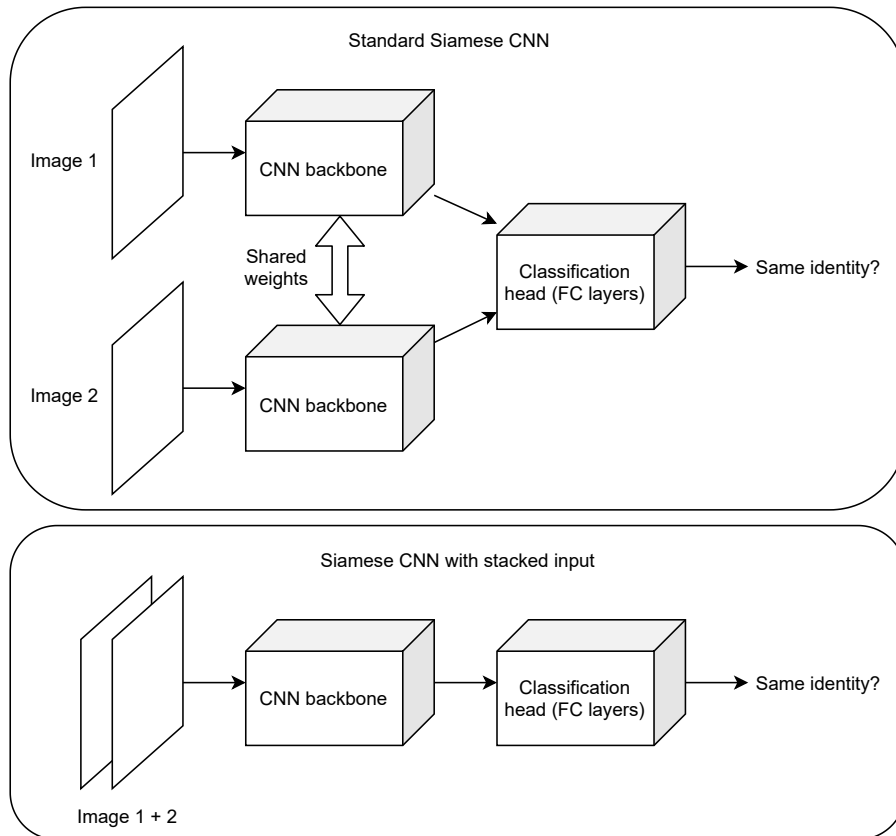 Standard Siamese CNN
Image 1
CNN backbone
Shared
weights
Classification
head (FC layers)
Same identity?
Image 2
CNN backbone
Siamese CNN with stacked input
CNN backbone
Classification
head (FC layers)
Same identity?
Image 1 + 2